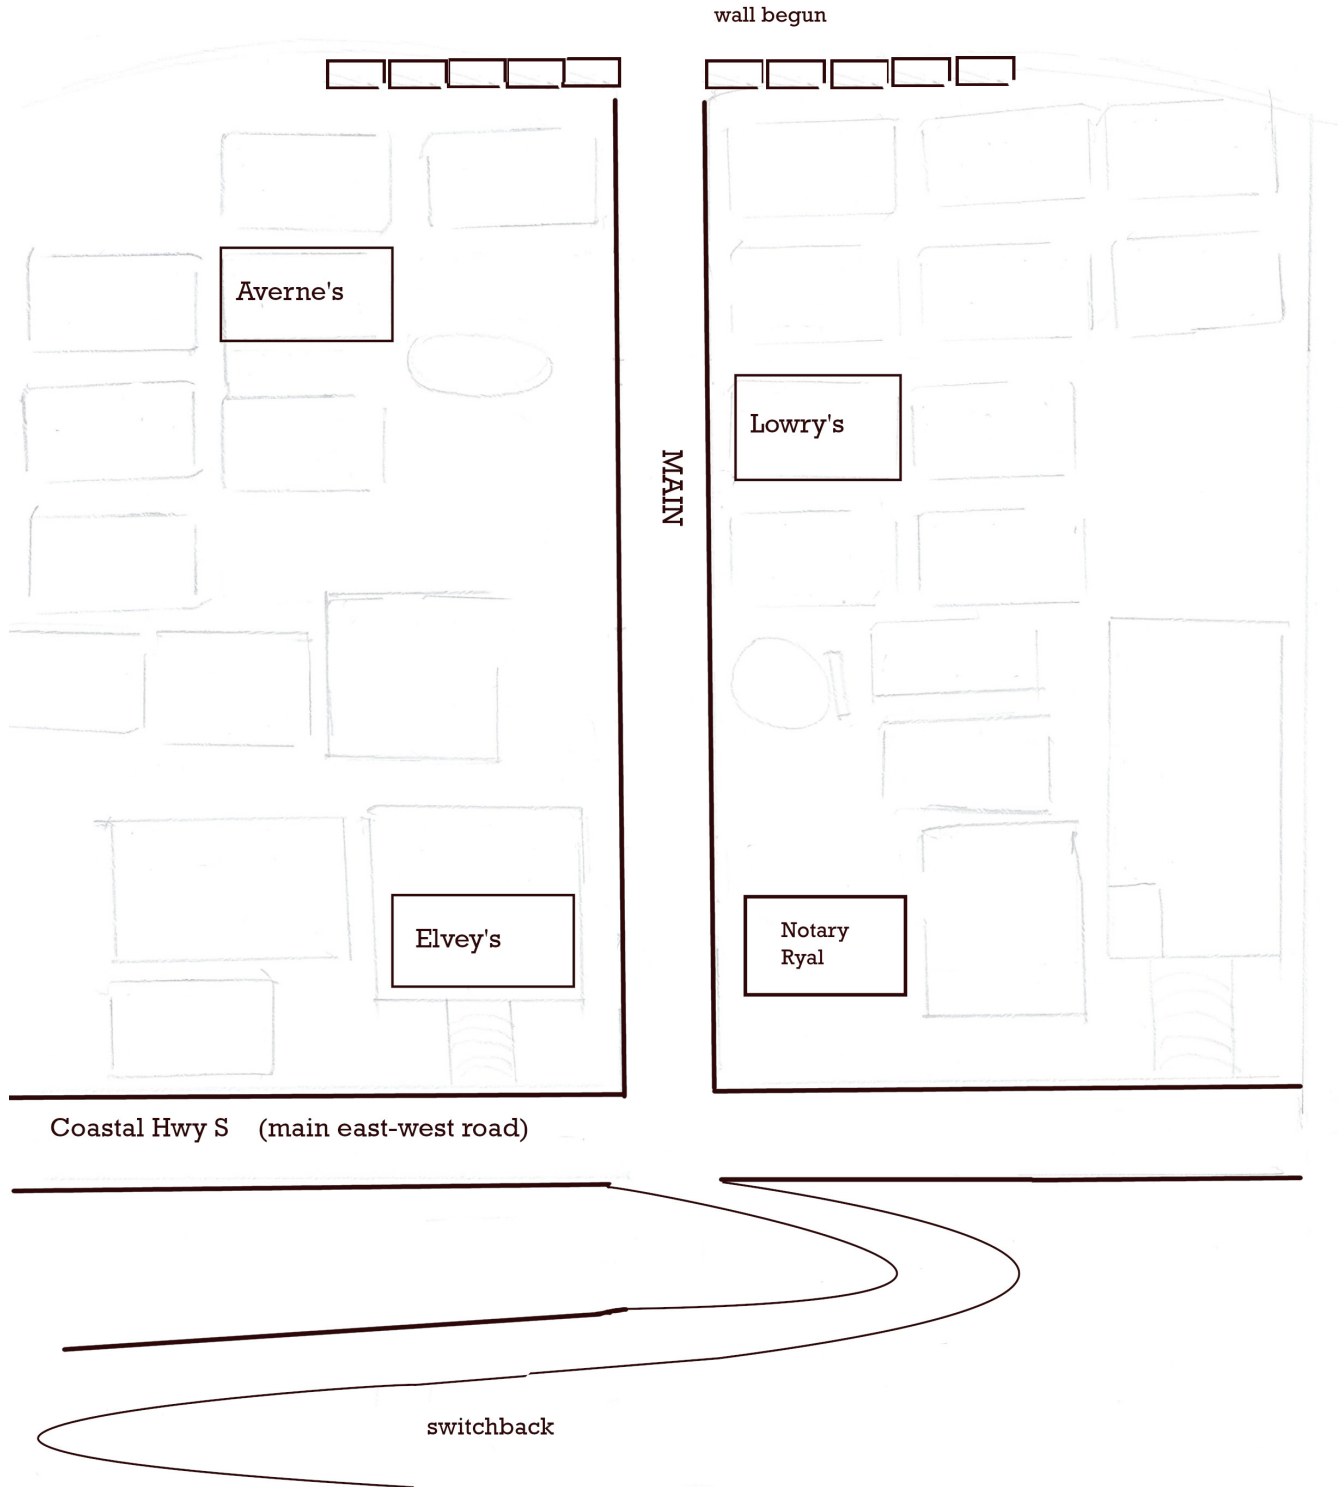 wall begun
Averne's
Lowry's
MAIN
Elvey's
Notary
Ryal
Coastal Hwy S (main east-west road)
switchback